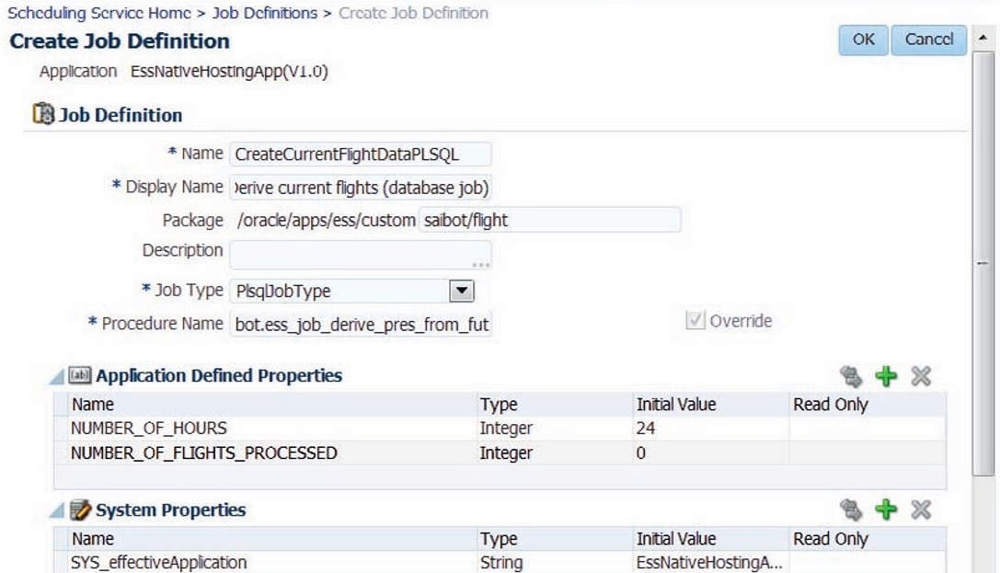 Scheduling Service Home > Job Definitions > Create Job Definition
Create Job Definition
OK Cancel
Application EssNativeHostingApp(V1.0)
Job Definition
* Name CreateCurrentFlightDataPLSQL
* Display Name erive current flights (database job)
Package /oracle/apps/ess/custom saibot/flight
Description
...
* Job Type PlsqlJobType
* Procedure Name bot.ess_job_derive_pres_from_fut
Override
(ab) Application Defined Properties
Name Type Initial Value Read Only
NUMBER_OF_HOURS Integer 24
NUMBER_OF_FLIGHTS_PROCESSED Integer 0
System Properties
Name Type Initial Value Read Only
SYS_effectiveApplication String EssNativeHostingA...